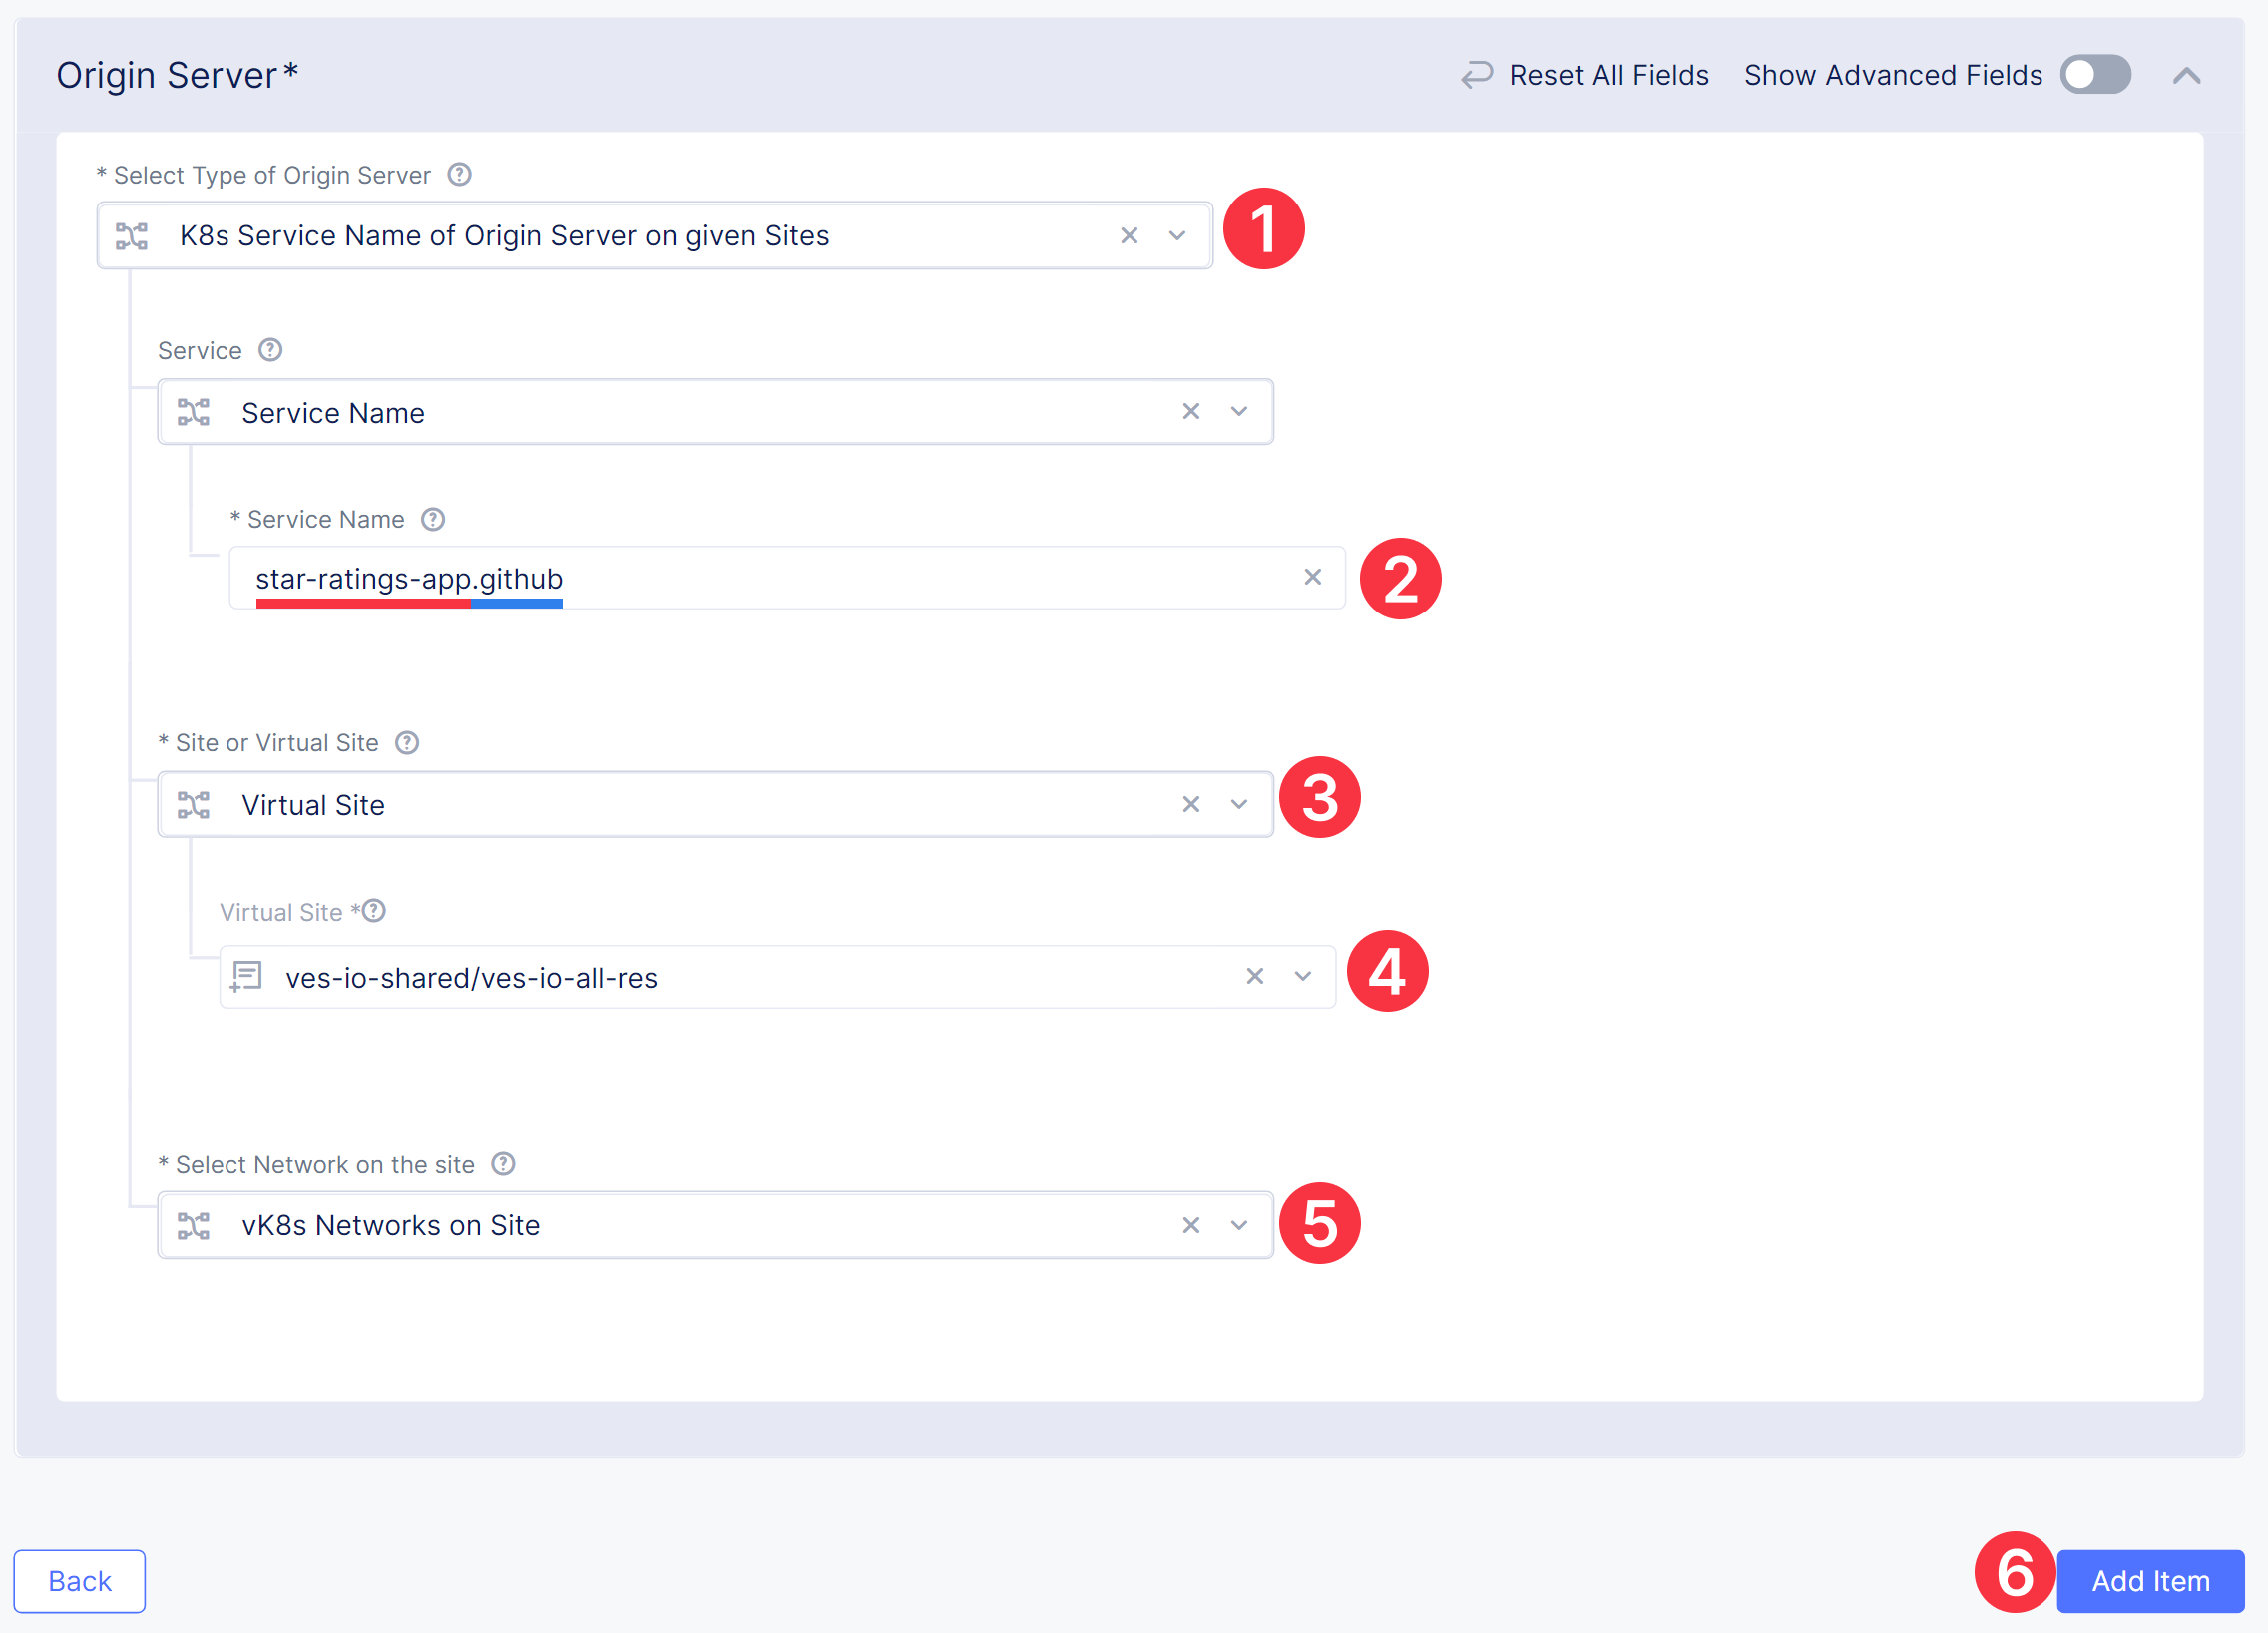 Origin Server*
Reset All Fields
Show Advanced Fields
* Select Type of Origin Server
K8s Service Name of Origin Server on given Sites
1
Service
Service Name
* Service Name
star-ratings-app.github
2
* Site or Virtual Site
Virtual Site
3
Virtual Site *
ves-io-shared/ves-io-all-res
4
* Select Network on the site
vK8s Networks on Site
5
Back
6
Add Item